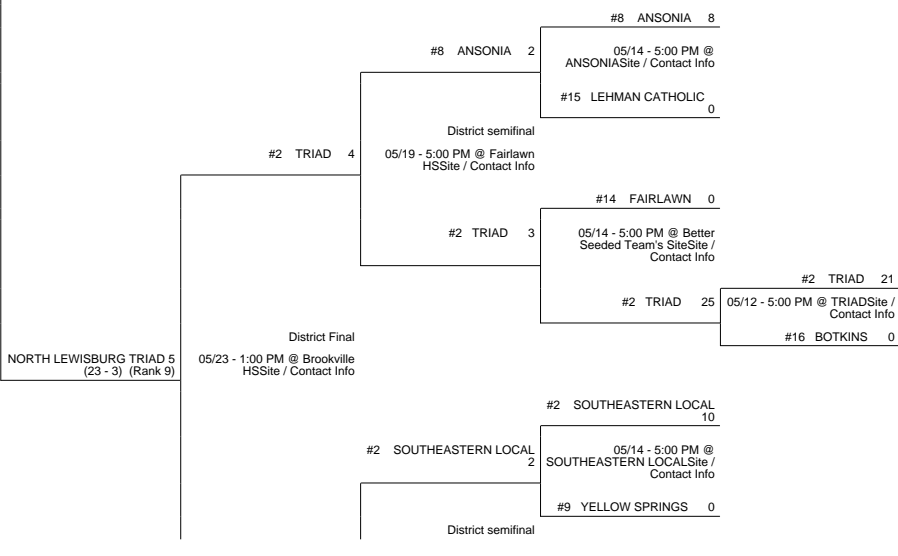 #8 ANSONIA 8
#8 ANSONIA 2
05/14 - 5:00 PM @
ANSONIASite / Contact Info
#15 LEHMAN CATHOLIC
0
District semifinal
#2 TRIAD 4
05/19 - 5:00 PM @ Fairlawn
HSSite / Contact Info
#14 FAIRLAWN 0
#2 TRIAD 3
05/14 - 5:00 PM @ Better
Seeded Team's SiteSite /
Contact Info
#2 TRIAD 21
#2 TRIAD 25
05/12 - 5:00 PM @ TRIADSite /
Contact Info
#16 BOTKINS 0
District Final
NORTH LEWISBURG TRIAD 5
(23 - 3) (Rank 9)
05/23 - 1:00 PM @ Brookville
HSSite / Contact Info
#2 SOUTHEASTERN LOCAL
10
#2 SOUTHEASTERN LOCAL
2
05/14 - 5:00 PM @
SOUTHEASTERN LOCALSite /
Contact Info
#9 YELLOW SPRINGS 0
District semifinal